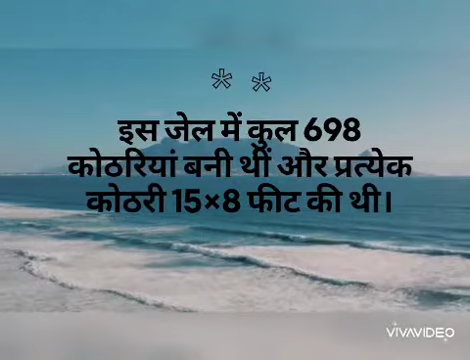 इस जेल में कुल 698
कोठरियां बनी थीं और प्रत्येक
कोठरी 15×8 फीट की थी।
VIVAVIDEO